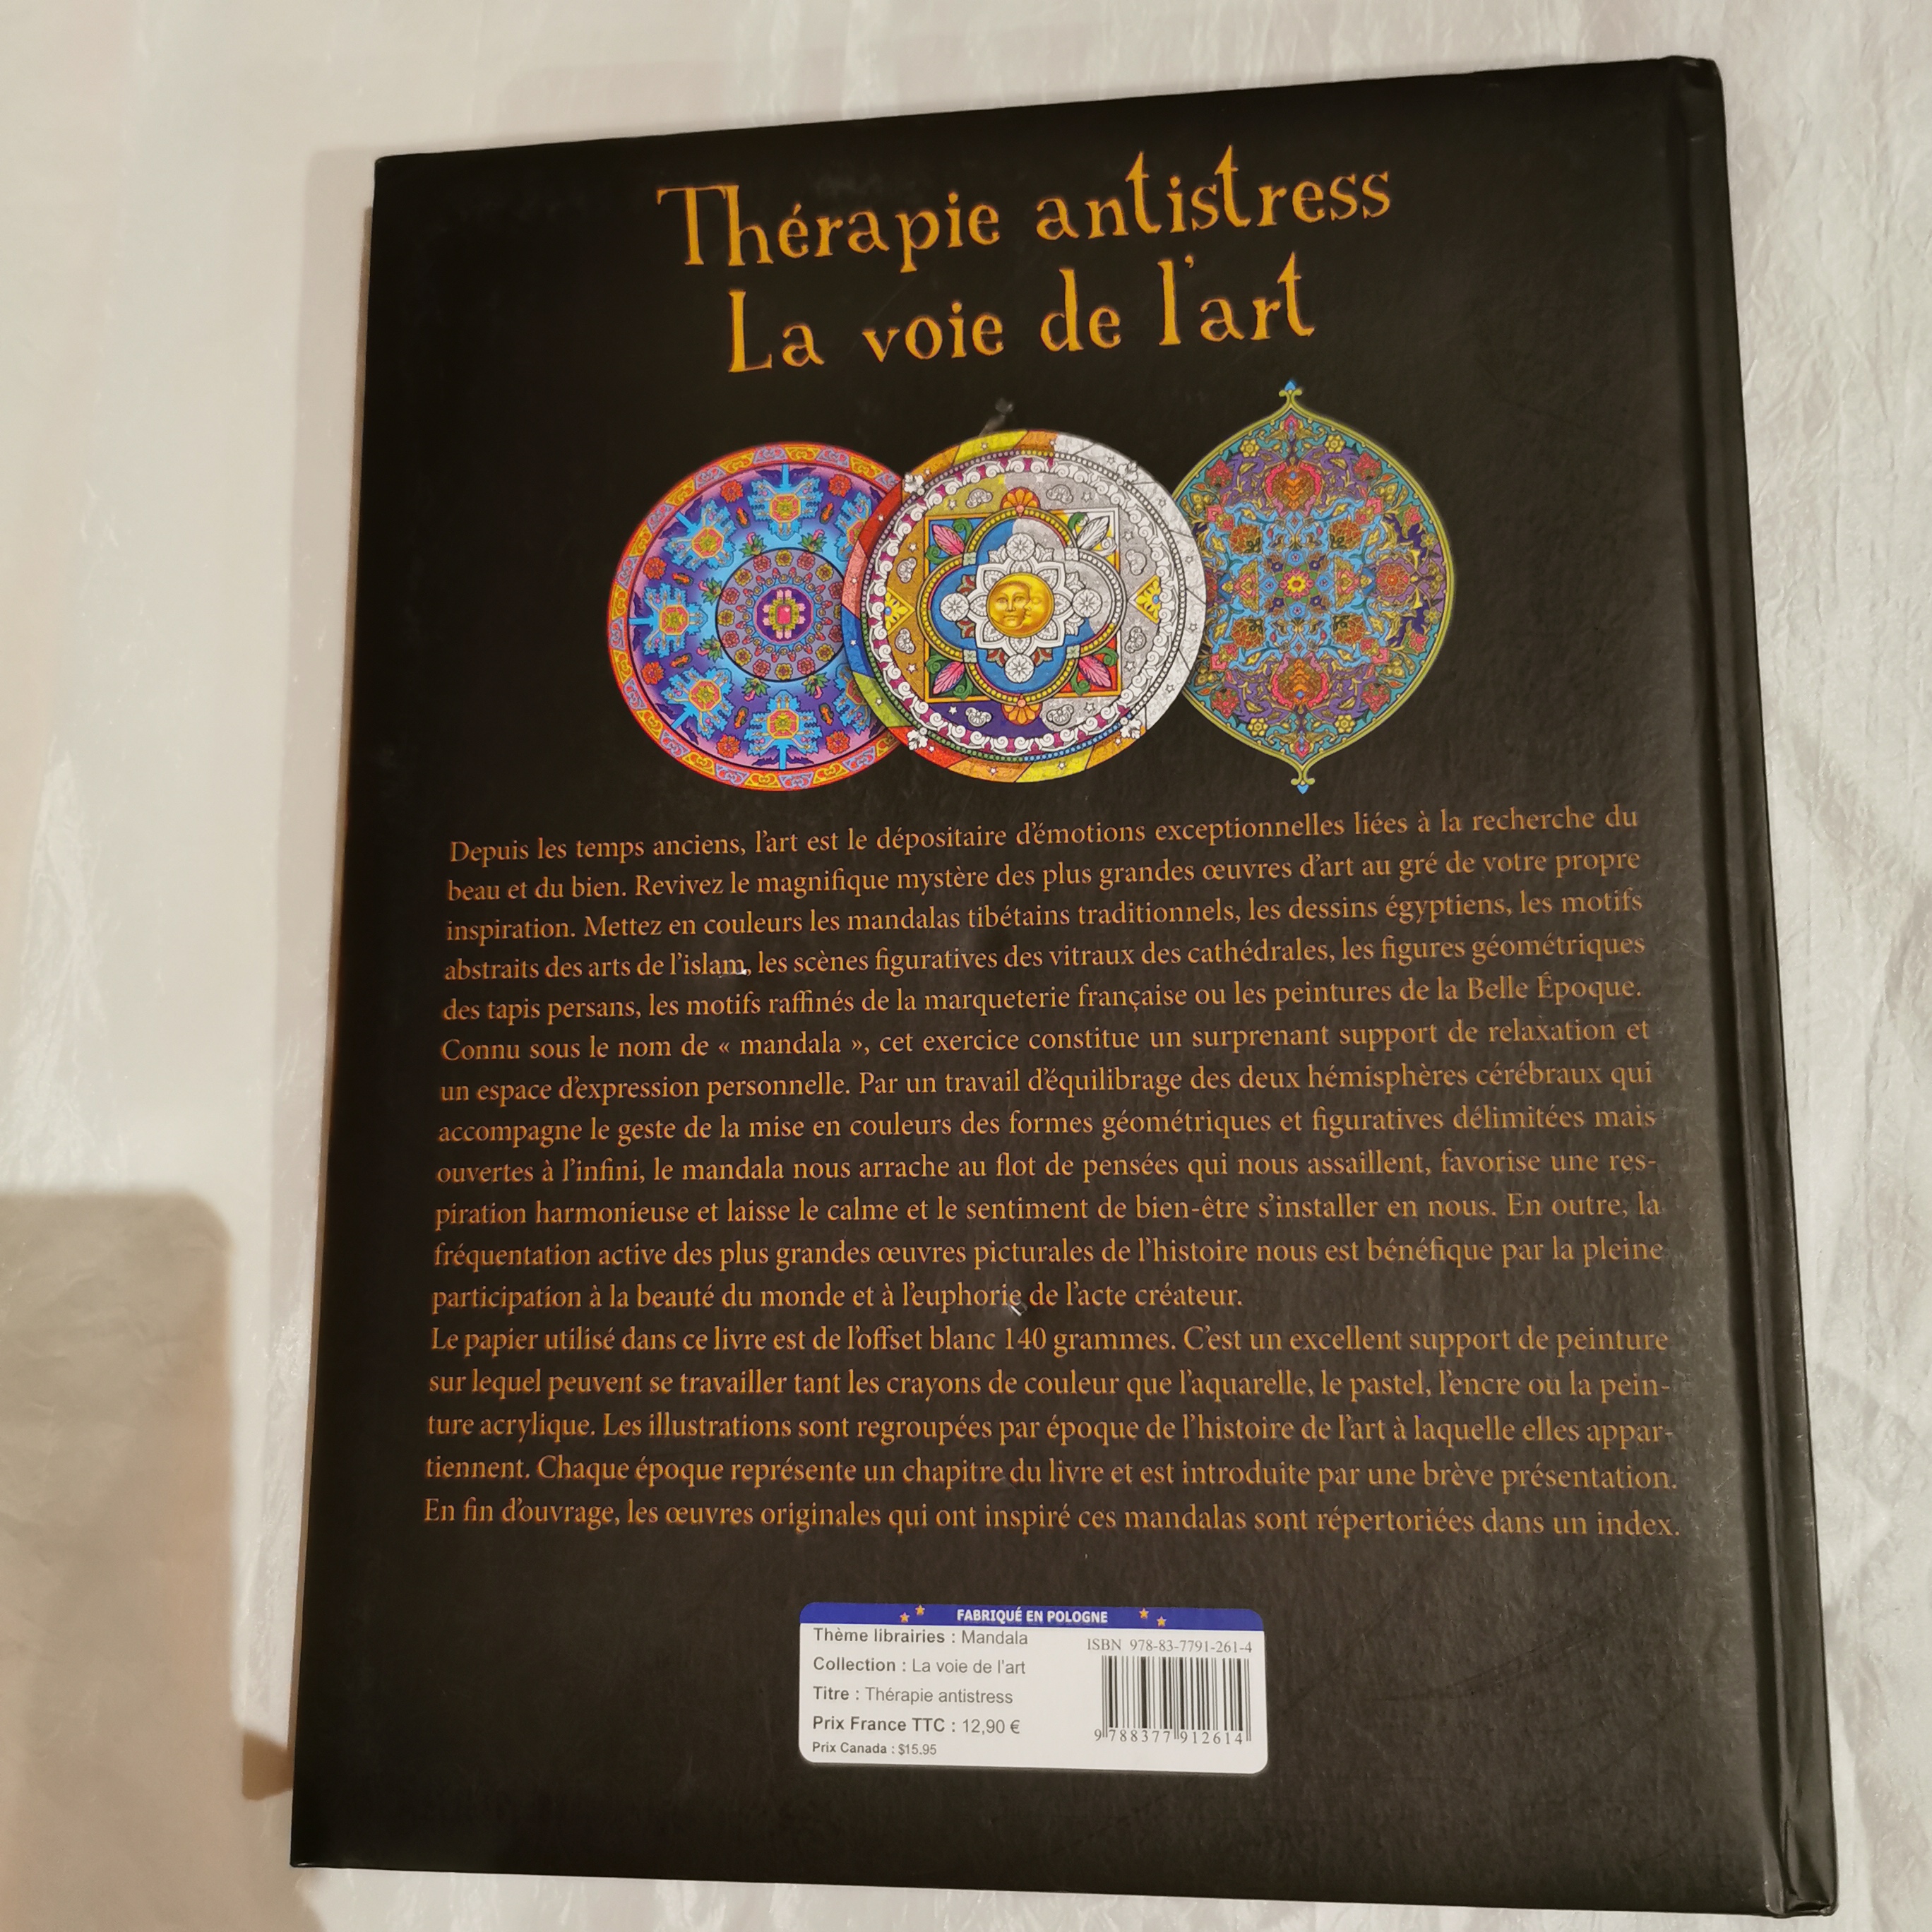 Thérapie antistress
La voie de l'art
Depuis les temps anciens, l'art est le dépositaire d'émotions exceptionnelles liées à la recherche du
beau et du bien. Revivez le magnifique mystère des plus grandes œuvres d'art au gré de votre propre
inspiration. Mettez en couleurs les mandalas tibétains traditionnels, les dessins égyptiens, les motifs
abstraits des arts de l'islam, les scènes figuratives des vitraux des cathédrales, les figures géométriques
des tapis persans, les motifs raffinés de la marqueterie française ou les peintures de la Belle Époque.
Connu sous le nom de « mandala », cet exercice constitue un surprenant support de relaxation et
un espace d'expression personnelle. Par un travail d'équilibrage des deux hémisphères cérébraux qui
accompagne le geste de la mise en couleurs des formes géométriques et figuratives délimitées mais
ouvertes à l'infini, le mandala nous arrache au flot de pensées qui nous assaillent, favorise une res-
piration harmonieuse et laisse le calme et le sentiment de bien-être s'installer en nous. En outre, la
fréquentation active des plus grandes œuvres picturales de l'histoire nous est bénéfique par la pleine
participation à la beauté du monde et à l'euphorie de l'acte créateur.
Le papier utilisé dans ce livre est de l'offset blanc 140 grammes. C'est un excellent support de peinture
sur lequel peuvent se travailler tant les crayons de couleur que l'aquarelle, le pastel, l'encre ou la pein-
ture acrylique. Les illustrations sont regroupées par époque de l'histoire de l'art à laquelle elles appar-
tiennent. Chaque époque représente un chapitre du livre et est introduite par une brève présentation.
En fin d'ouvrage, les œuvres originales qui ont inspiré ces mandalas sont répertoriées dans un index.
FABRIQUÉ EN POLOGNE
Thème librairies : Mandala
Collection : La voie de l'art
Titre : Thérapie antistress
Prix France TTC : 12,90 €
Prix Canada : $15.95
ISBN 978-83-7791-261-4
9 788377 912614